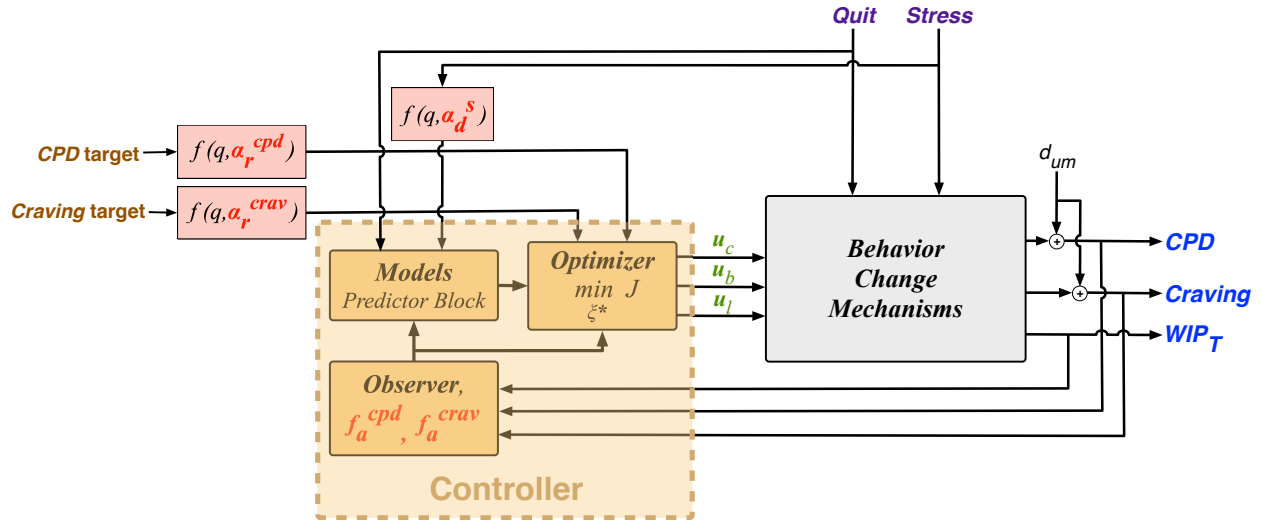 Quit Stress
f(q,α_d^s)
CPD target
f(q,α_r^cpd)
Craving target
f(q,α_r^crav)
d_um
Models
Predictor Block
Optimizer
min J
ξ*
u_c
u_b
u_l
Behavior
Change
Mechanisms
+
+
CPD
Craving
WIP_T
Observer,
f_a^cpd, f_a^crav
Controller